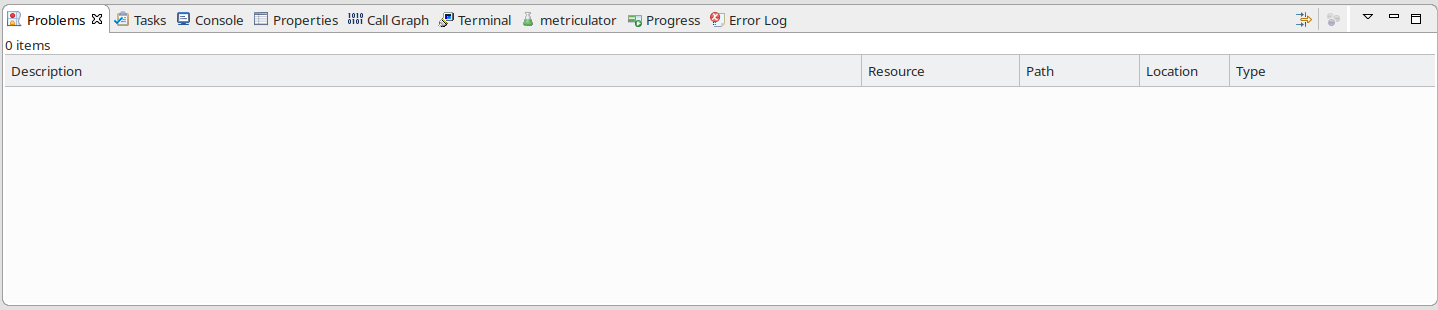 Problems Tasks Console Properties Call Graph Terminal metriculator Progress Error Log
0 items
Description Resource Path Location Type